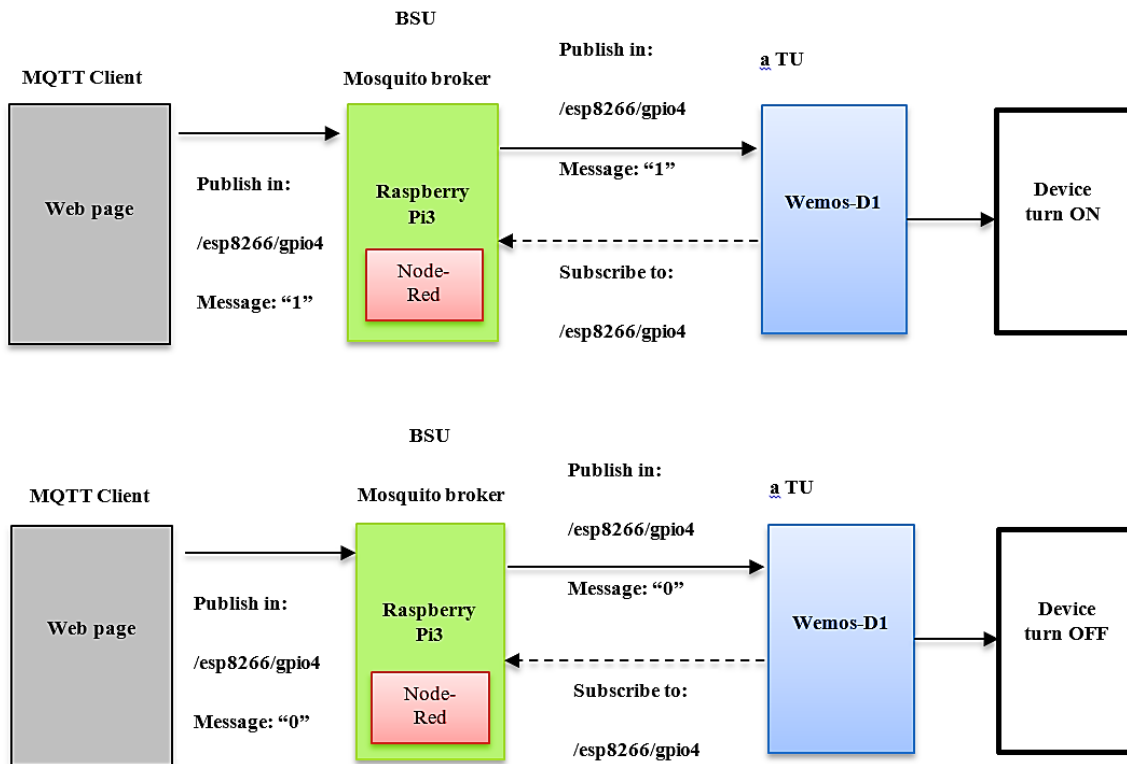 BSU
MQTT Client
Mosquito broker
Publish in:
/esp8266/gpio4
Message: “1”
a TU
Web page
Publish in:
/esp8266/gpio4
Message: “1”
Raspberry
Pi3
Node-
Red
Subscribe to:
/esp8266/gpio4
Wemos-D1
Device
turn ON
BSU
MQTT Client
Mosquito broker
Publish in:
/esp8266/gpio4
Message: “0”
a TU
Web page
Publish in:
/esp8266/gpio4
Message: “0”
Raspberry
Pi3
Node-
Red
Subscribe to:
/esp8266/gpio4
Wemos-D1
Device
turn OFF